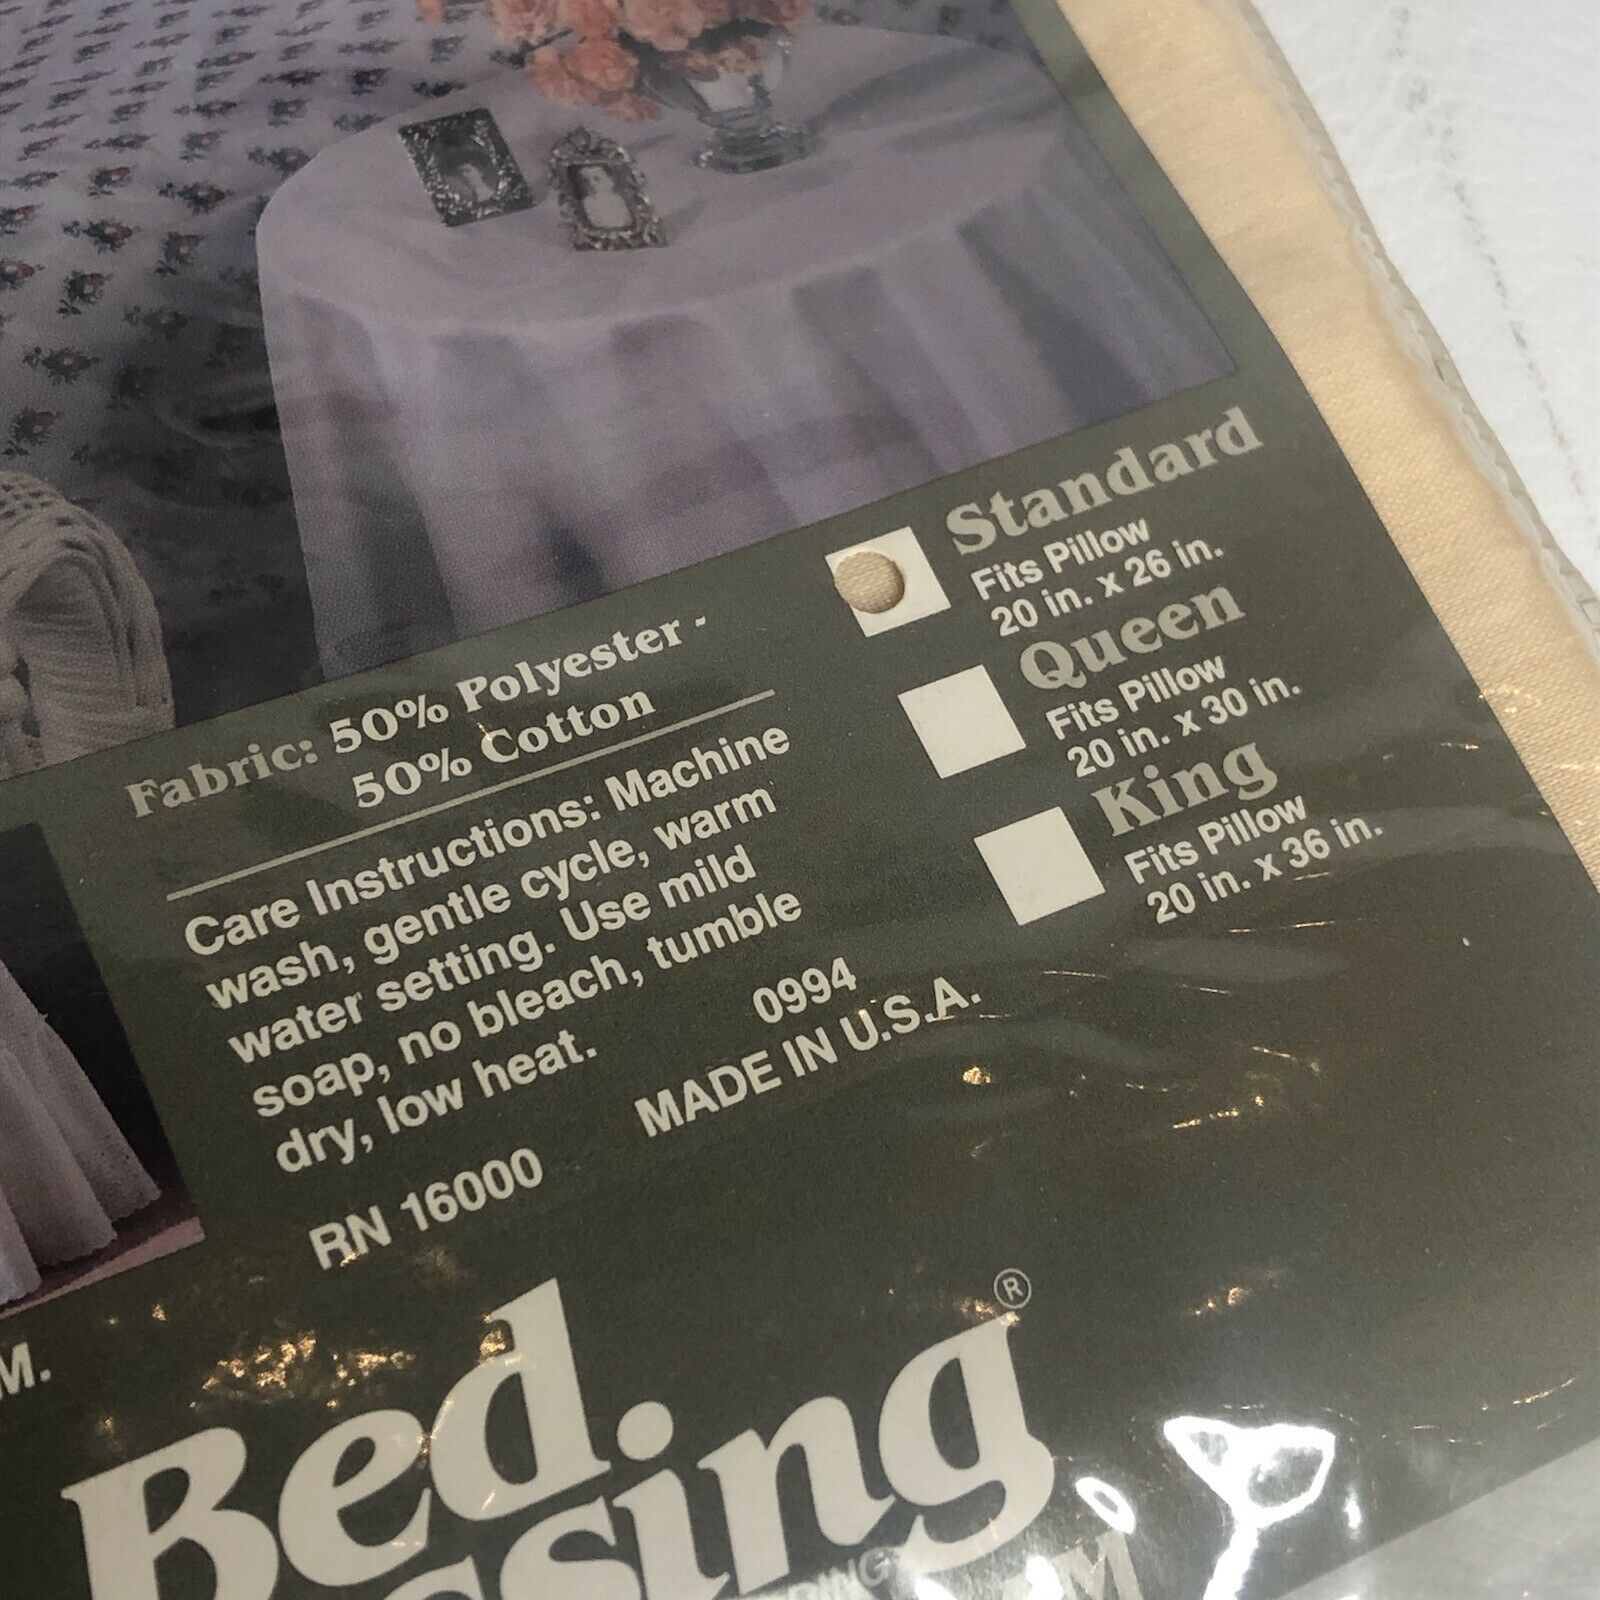 Standard
Fits Pillow
20 in. x 26 in.
Queen
Fits Pillow
20 in. x 30 in.
King
Fits Pillow
20 in. x 36 in.
Fabric: 50% Polyester -
50% Cotton
Care Instructions: Machine
wash, gentle cycle, warm
water setting. Use mild
soap, no bleach, tumble
dry, low heat.
0994
MADE IN U.S.A.
RN 16000
M.
Bed
ssing®